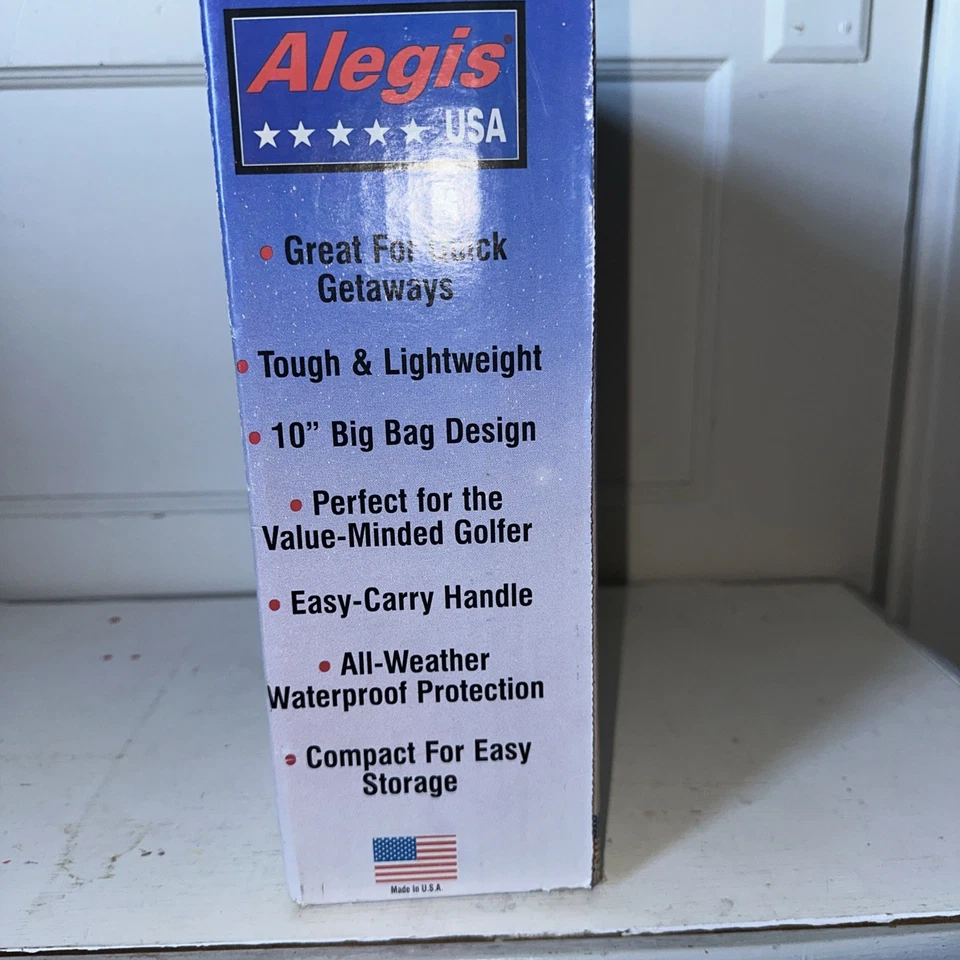 Alegis
USA
• Great For Quick
Getaways
• Tough & Lightweight
• 10” Big Bag Design
• Perfect for the
Value-Minded Golfer
• Easy-Carry Handle
• All-Weather
Waterproof Protection
• Compact For Easy
Storage
Made In U.S.A.